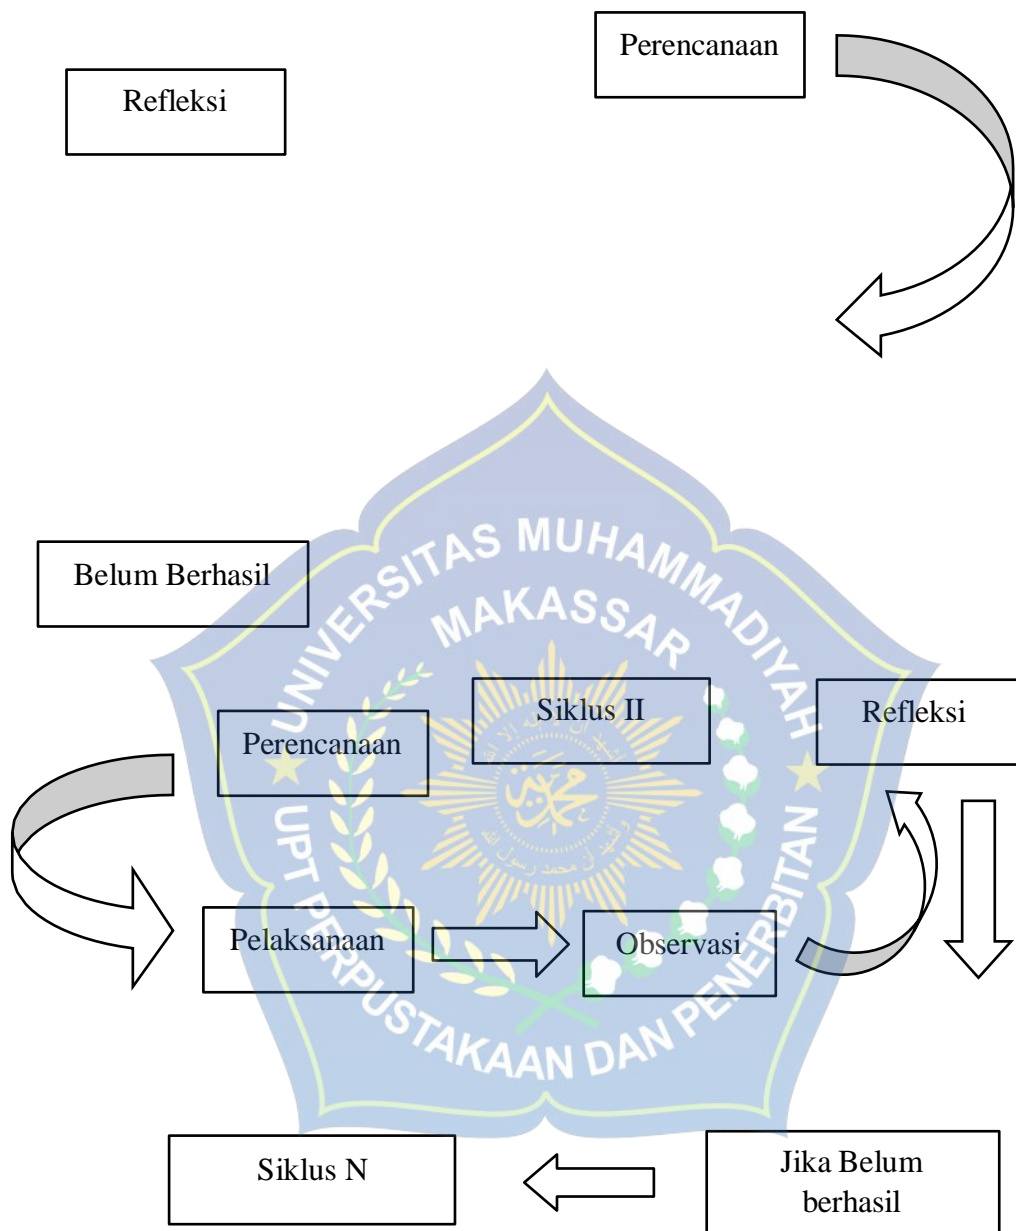 Perencanaan
Refleksi
Belum Berhasil
UNIVERSITAS MUHAMMADIYAH
MAKASSAR
Siklus II
Refleksi
Perencanaan
Pelaksanaan
Observasi
UPT PERPUSTAKAAN DAN PENERBITAN
Siklus N
Jika Belum
berhasil